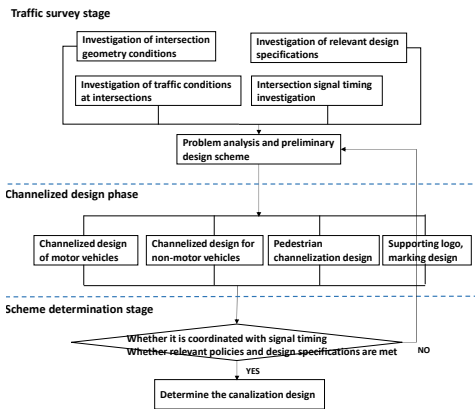 Traffic survey stage
Investigation of intersection
geometry conditions
Investigation of relevant design
specifications
Investigation of traffic conditions
at intersections
Intersection signal timing
investigation
Problem analysis and preliminary
design scheme
Channelized design phase
Channelized design
of motor vehicles
Channelized design for
non-motor vehicles
Pedestrian
channelization design
Supporting logo,
marking design
Scheme determination stage
Whether it is coordinated with signal timing
Whether relevant policies and design specifications are met
NO
YES
Determine the canalization design